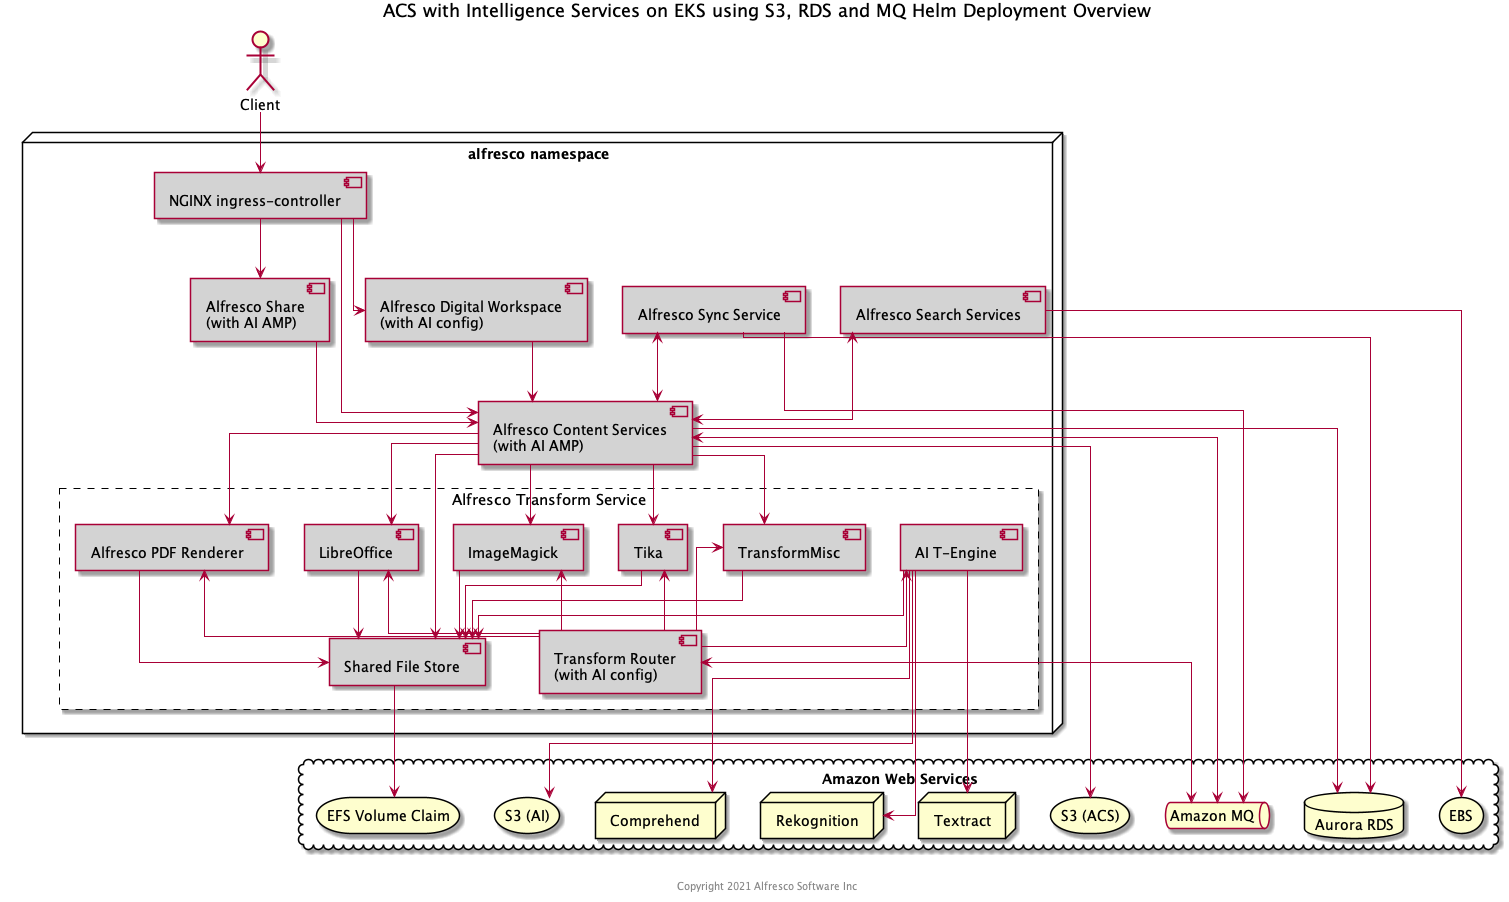 ACS with Intelligence Services on EKS using S3, RDS and MQ Helm Deployment Overview
Client
alfresco namespace
NGINX ingress-controller
Alfresco Share
(with AI AMP)
Alfresco Digital Workspace
(with AI config)
Alfresco Sync Service
Alfresco Search Services
Alfresco Content Services
(with AI AMP)
Alfresco Transform Service
Alfresco PDF Renderer
LibreOffice
ImageMagick
Tika
TransformMisc
AI T-Engine
Shared File Store
Transform Router
(with AI config)
Amazon Web Services
EFS Volume Claim
S3 (AI)
Comprehend
Rekognition
Textract
S3 (ACS)
Amazon MQ
Aurora RDS
EBS
Copyright 2021 Alfresco Software Inc